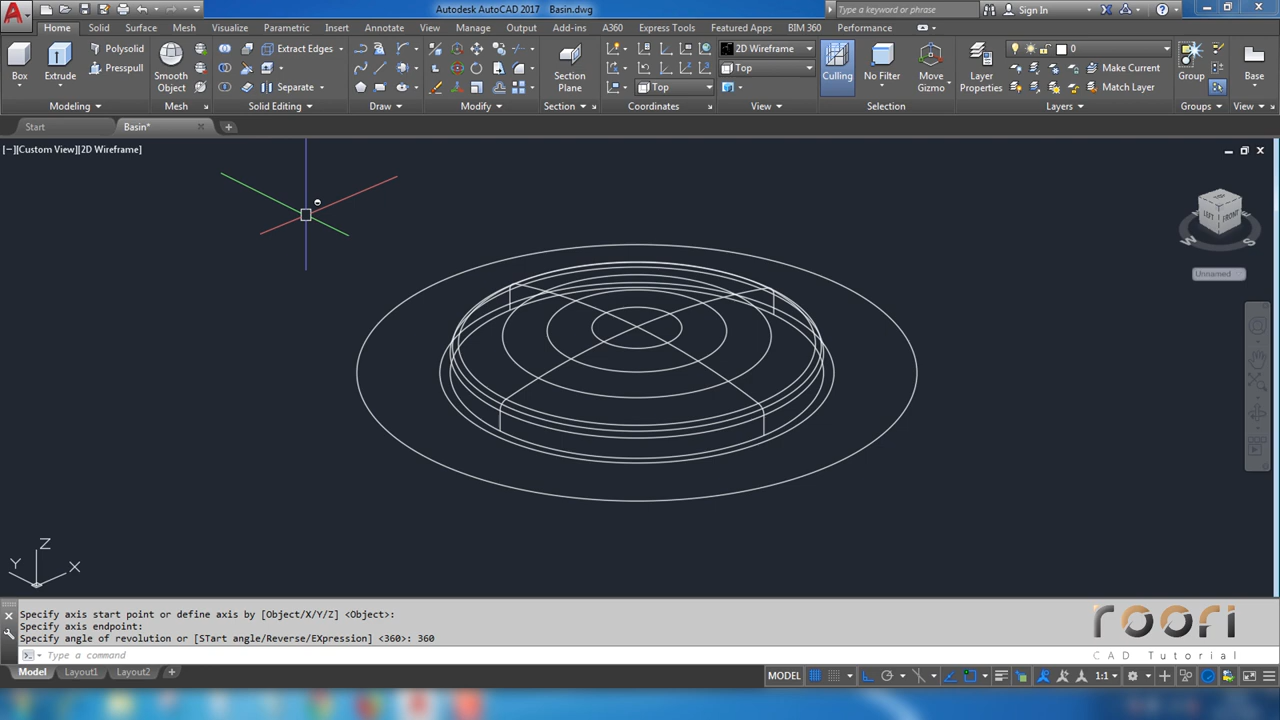 Autodesk AutoCAD 2017 Basin.dwg
Type a keyword or phrase
Sign In
Home Solid Surface Mesh Parametric Insert Annotate View Manage Output Add-ins A360 Express Tools Featured Apps BIM 360 Performance
Box
Extrude
Polysolid
Presspull
Smooth
Object
Extrude Edges
Separate
Section
Plane
Top
2D Wireframe
Top
Culling
No Filter
Move
Gizmo
Layer
Properties
0
Make Current
Match Layer
Group
Base
Modeling
Mesh
Solid Editing
Draw
Modify
Section
Coordinates
View
Selection
Layers
Groups
View
Start
Basin*
[−][Custom View][2D Wireframe]
TOP
LEFT
FRONT
W
S
Unnamed
Z
Y
X
Specify axis start point or define axis by [Object/X/Y/Z] <Object>:
Specify axis endpoint:
Specify angle of revolution or [STart angle/Reverse/EXpression] <360>: 360
Type a command
roofi
CAD Tutorial
Model Layout1 Layout2 +
MODEL
1:1